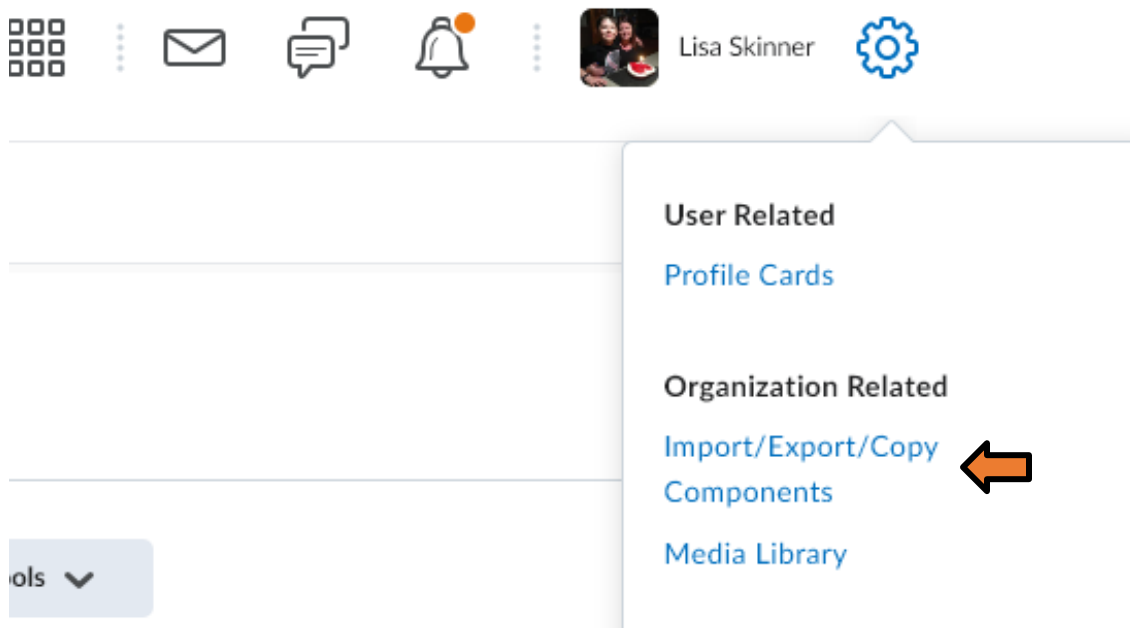 Lisa Skinner
User Related
Profile Cards
Organization Related
Import/Export/Copy
Components
Media Library
ols